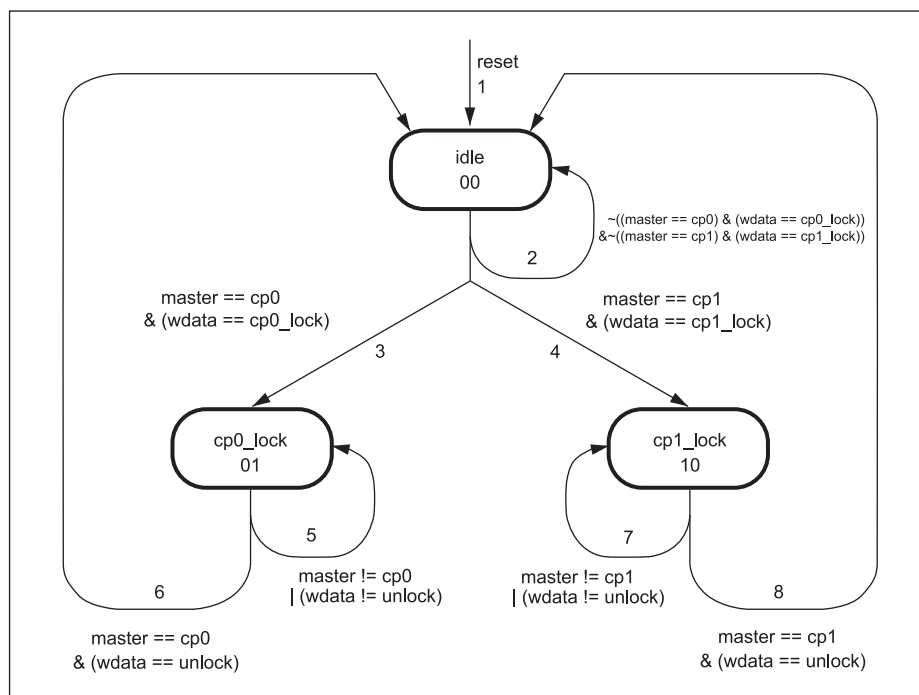 reset
1
idle
00
~((master == cp0) & (wdata == cp0_lock))
&~((master == cp1) & (wdata == cp1_lock))
2
master == cp0
& (wdata == cp0_lock)
master == cp1
& (wdata == cp1_lock)
3
4
cp0_lock
01
cp1_lock
10
5
7
master != cp0
| (wdata != unlock)
master != cp1
| (wdata != unlock)
6
8
master == cp0
& (wdata == unlock)
master == cp1
& (wdata == unlock)